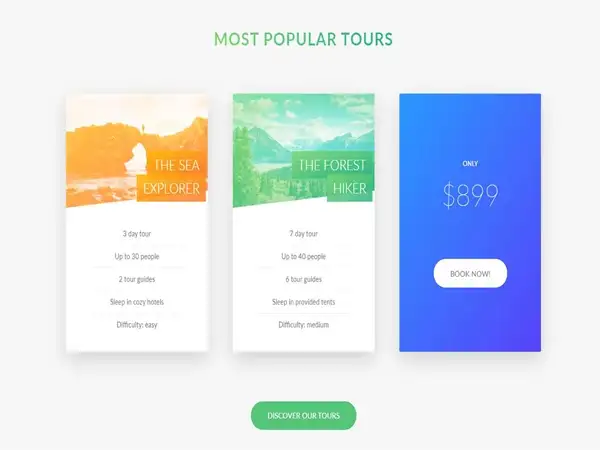 MOST POPULAR TOURS
THE SEA
EXPLORER
3 day tour
Up to 30 people
2 tour guides
Sleep in cozy hotels
Difficulty: easy
THE FOREST
HIKER
7 day tour
Up to 40 people
6 tour guides
Sleep in provided tents
Difficulty: medium
ONLY
$899
BOOK NOW!
DISCOVER OUR TOURS